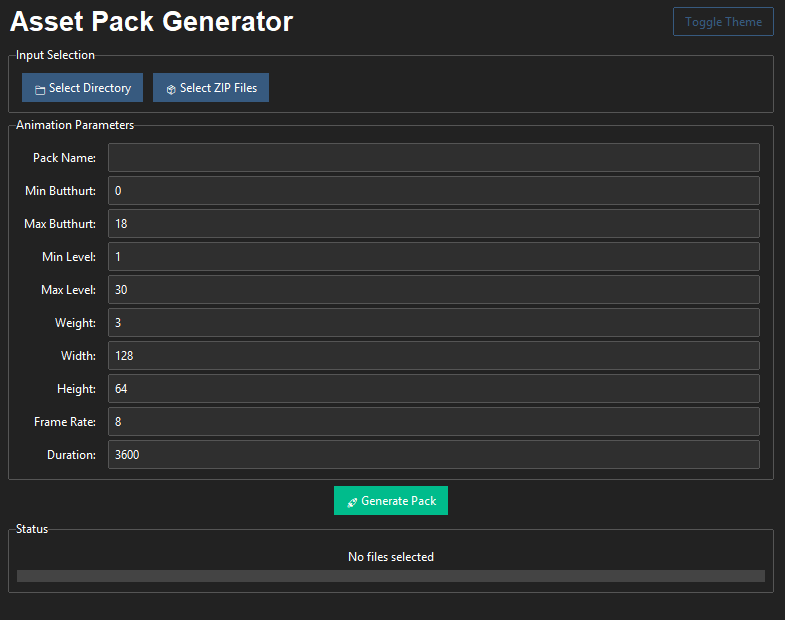 Asset Pack Generator
Toggle Theme
Input Selection
Select Directory
Select ZIP Files
Animation Parameters
Pack Name:
Min Butthurt: 0
Max Butthurt: 18
Min Level: 1
Max Level: 30
Weight: 3
Width: 128
Height: 64
Frame Rate: 8
Duration: 3600
Generate Pack
Status
No files selected